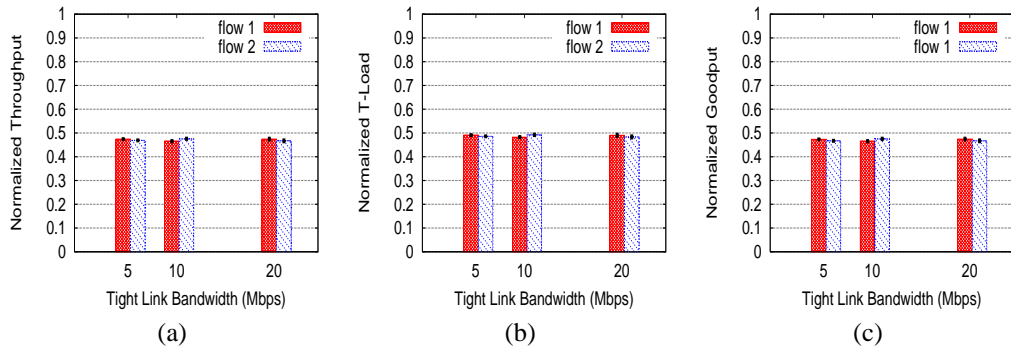 Normalized Throughput
1
0.9
0.8
0.7
0.6
0.5
0.4
0.3
0.2
0.1
0
flow 1
flow 2
5 10 20
Tight Link Bandwidth (Mbps)
(a)
Normalized T-Load
1
0.9
0.8
0.7
0.6
0.5
0.4
0.3
0.2
0.1
0
flow 1
flow 2
5 10 20
Tight Link Bandwidth (Mbps)
(b)
Normalized Goodput
1
0.9
0.8
0.7
0.6
0.5
0.4
0.3
0.2
0.1
0
flow 1
flow 1
5 10 20
Tight Link Bandwidth (Mbps)
(c)